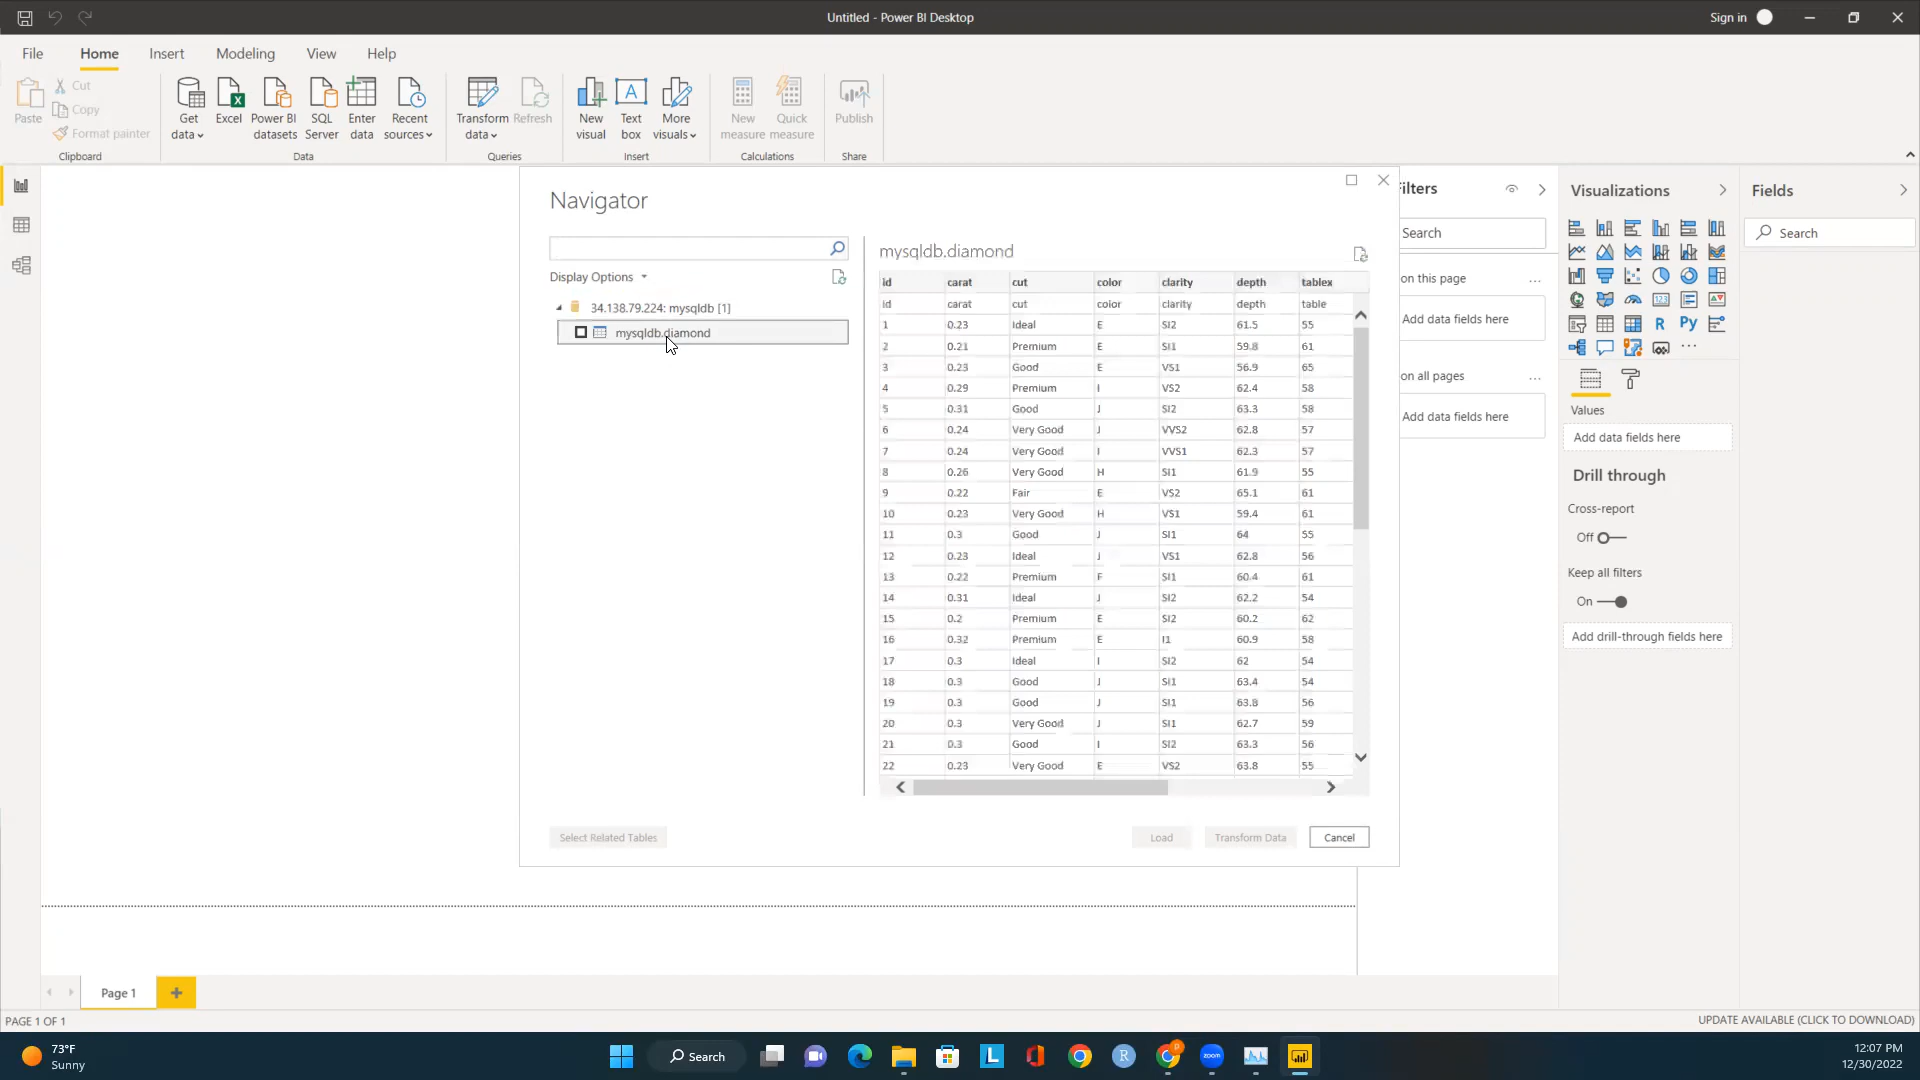 Untitled - Power BI Desktop
Sign in
File
Home
Insert
Modeling
View
Help
Paste
Cut
Copy
Format painter
Clipboard
Get data
Excel
Power BI datasets
SQL Server
Enter data
Recent sources
Data
Transform data
Refresh
Queries
New visual
Text box
More visuals
Insert
New measure
Quick measure
Calculations
Publish
Share
Navigator
Display Options
34.138.79.224: mysqldb [1]
mysqldb.diamond
mysqldb.diamond
id carat cut color clarity depth tablex
id carat cut color clarity depth table
1 0.23 Ideal E SI2 61.5 55
2 0.21 Premium E SI1 59.8 61
3 0.23 Good E VS1 56.9 65
4 0.29 Premium I VS2 62.4 58
5 0.31 Good J SI2 63.3 58
6 0.24 Very Good J VVS2 62.8 57
7 0.24 Very Good I VVS1 62.3 57
8 0.26 Very Good H SI1 61.9 55
9 0.22 Fair E VS2 65.1 61
10 0.23 Very Good H VS1 59.4 61
11 0.3 Good J SI1 64 55
12 0.23 Ideal J VS1 62.8 56
13 0.22 Premium F SI1 60.4 61
14 0.31 Ideal J SI2 62.2 54
15 0.2 Premium E SI2 60.2 62
16 0.32 Premium E I1 60.9 58
17 0.3 Ideal I SI2 62 54
18 0.3 Good J SI1 63.4 54
19 0.3 Good J SI1 63.8 56
20 0.3 Very Good J SI1 62.7 59
21 0.3 Good I SI2 63.3 56
22 0.23 Very Good E VS2 63.8 55
Select Related Tables
Load
Transform Data
Cancel
ilters
Search
on this page
...
Add data fields here
on all pages
...
Add data fields here
Visualizations
123
R
Py
...
Values
Add data fields here
Drill through
Cross-report
Off
Keep all filters
On
Add drill-through fields here
Fields
Search
Page 1
PAGE 1 OF 1
UPDATE AVAILABLE (CLICK TO DOWNLOAD)
73°F
Sunny
Search
L
R
P
zoom
12:07 PM
12/30/2022